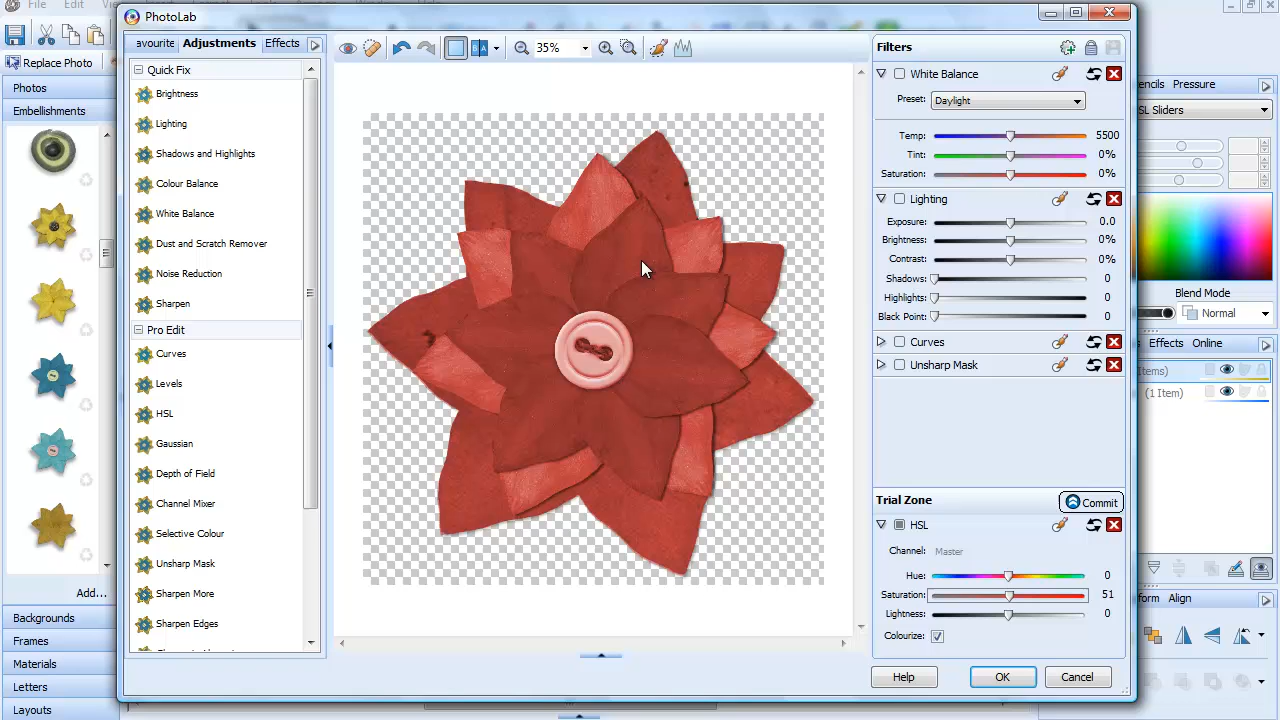 File
Edit
PhotoLab
Replace Photo
Photos
Embellishments
Add...
Backgrounds
Frames
Materials
Letters
Layouts
avourite
Adjustments
Effects
Quick Fix
Brightness
Lighting
Shadows and Highlights
Colour Balance
White Balance
Dust and Scratch Remover
Noise Reduction
Sharpen
Pro Edit
Curves
Levels
HSL
Gaussian
Depth of Field
Channel Mixer
Selective Colour
Unsharp Mask
Sharpen More
Sharpen Edges
35%
Filters
White Balance
Preset: Daylight
Temp: 5500
Tint: 0%
Saturation: 0%
Lighting
Exposure: 0.0
Brightness: 0%
Contrast: 0%
Shadows: 0
Highlights: 0
Black Point: 0
Curves
Unsharp Mask
Trial Zone
Commit
HSL
Channel: Master
Hue: 0
Saturation: 51
Lightness: 0
Colourize:
Help
OK
Cancel
encils Pressure
SL Sliders
Blend Mode
Normal
Effects Online
Items)
(1 Item)
orm Align